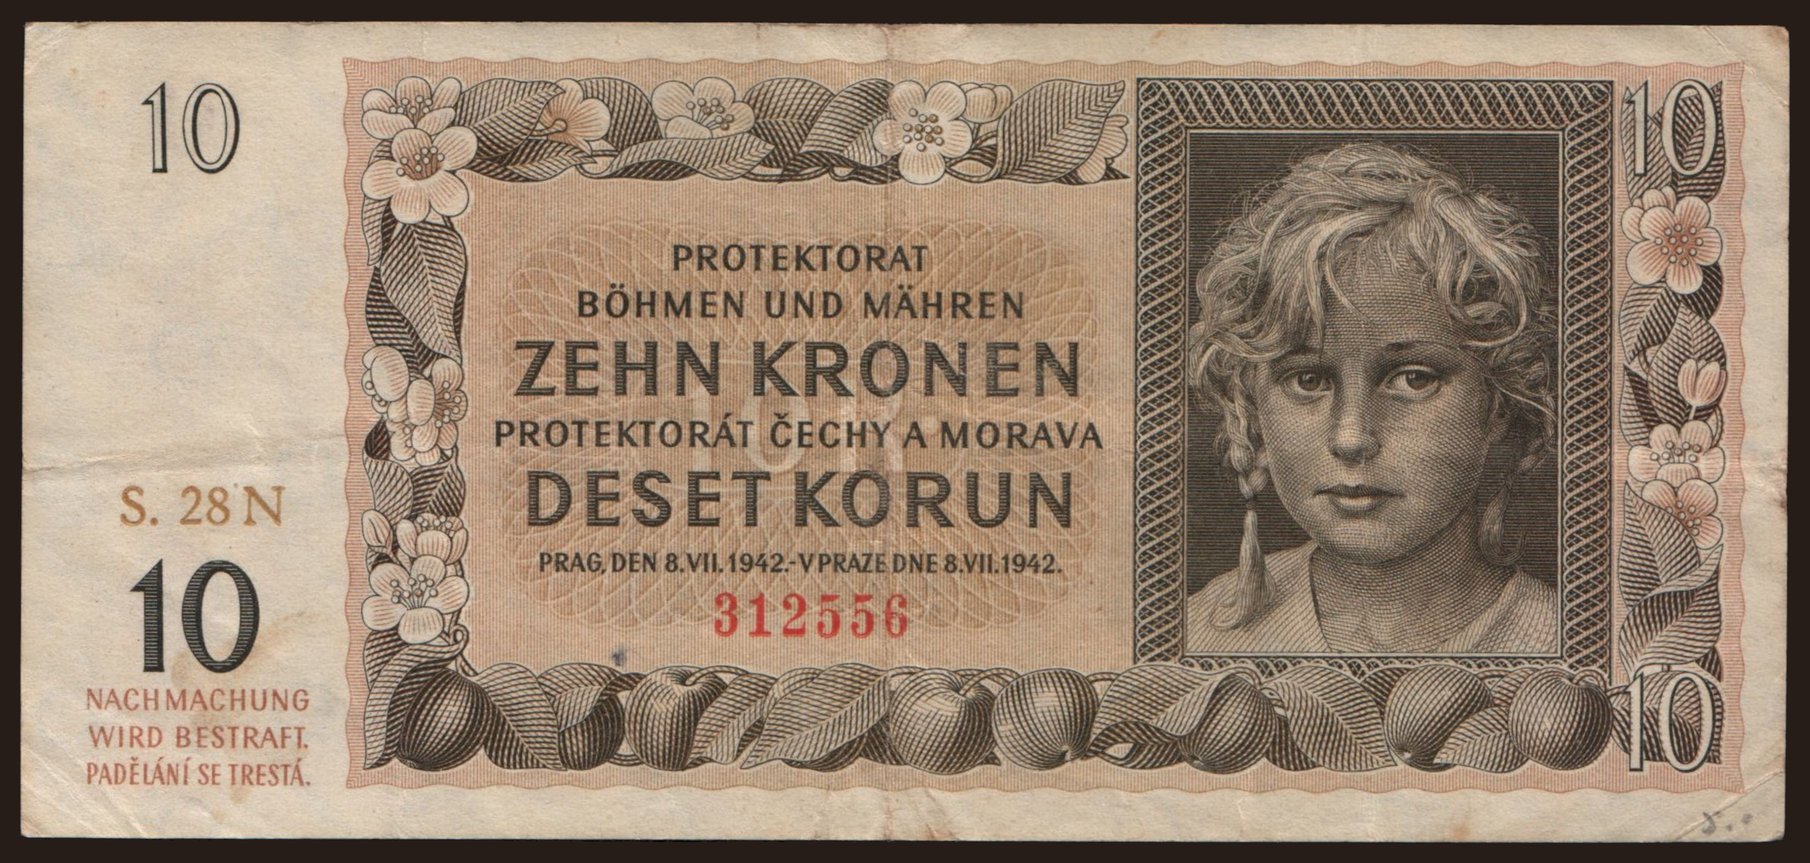 10
10
PROTEKTORAT
BÖHMEN UND MÄHREN
ZEHN KRONEN
PROTEKTORÁT ČECHY A MORAVA
DESET KORUN
PRAG, DEN 8. VII. 1942.-V PRAZE DNE 8. VII. 1942.
312556
S. 28 N
10
NACHMACHUNG
WIRD BESTRAFT.
PADĚLÁNÍ SE TRESTÁ.
10